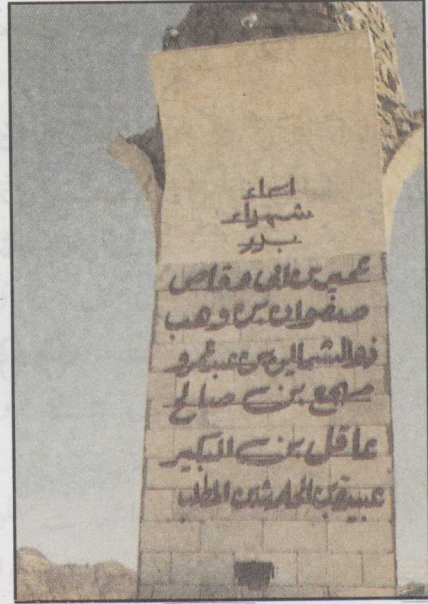 اسماء
شهداء
بدر
عمير بن ابى وقاص
صفوان بن وهب
ذو الشمالين بن عبد عمرو
مهجع بن صالح
عاقل بن البكير
عبيدة بن الحارث بن المطلب